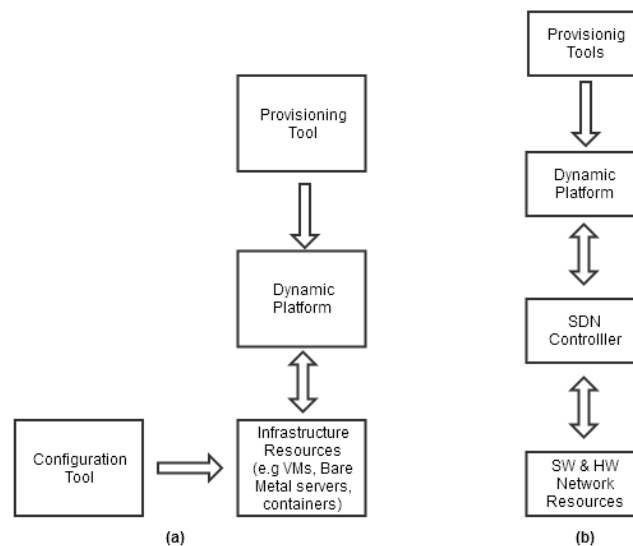 Provisioning
Tool
Dynamic
Platform
Configuration
Tool
Infrastructure
Resources
(e.g VMs, Bare
Metal servers,
containers)
(a)
Provisionig
Tools
Dynamic
Platform
SDN
Controlller
SW & HW
Network
Resources
(b)